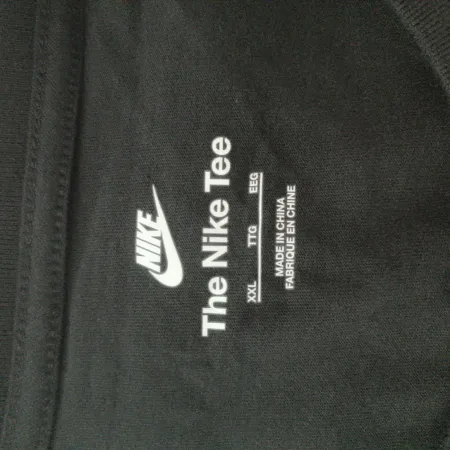 NIKE
The Nike Tee
XXL TTG EEG
MADE IN CHINA
FABRIQUE EN CHINE